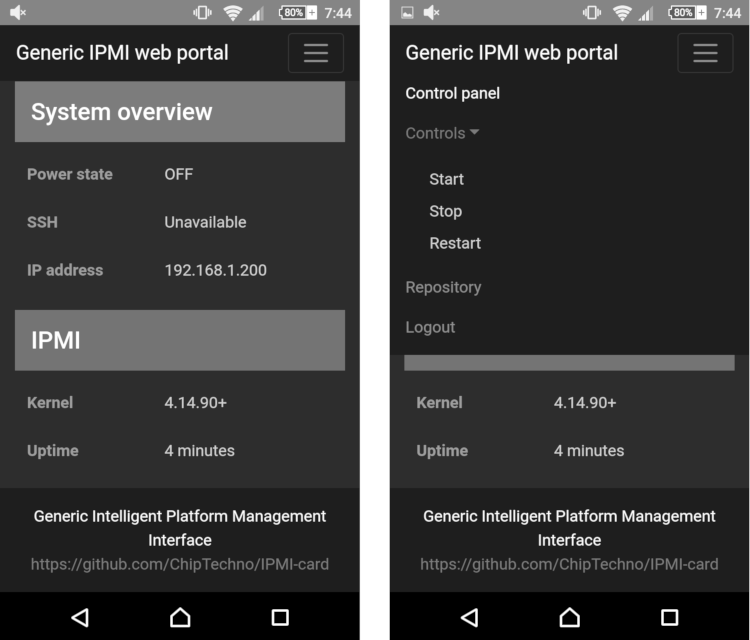 80% 7:44
Generic IPMI web portal
System overview
Power state OFF
SSH Unavailable
IP address 192.168.1.200
IPMI
Kernel 4.14.90+
Uptime 4 minutes
Generic Intelligent Platform Management
Interface
https://github.com/ChipTechno/IPMI-card
80% 7:44
Generic IPMI web portal
Control panel
Controls
Start
Stop
Restart
Repository
Logout
Kernel 4.14.90+
Uptime 4 minutes
Generic Intelligent Platform Management
Interface
https://github.com/ChipTechno/IPMI-card